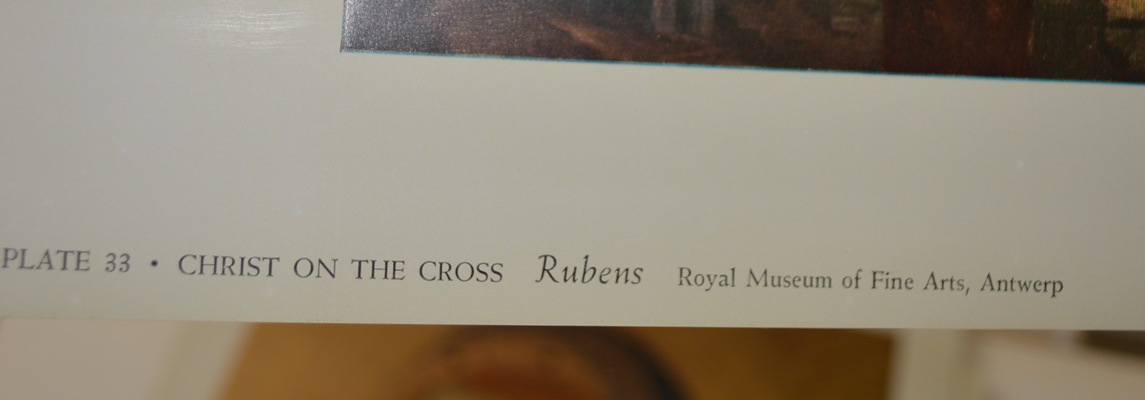 PLATE 33 • CHRIST ON THE CROSS Rubens Royal Museum of Fine Arts, Antwerp